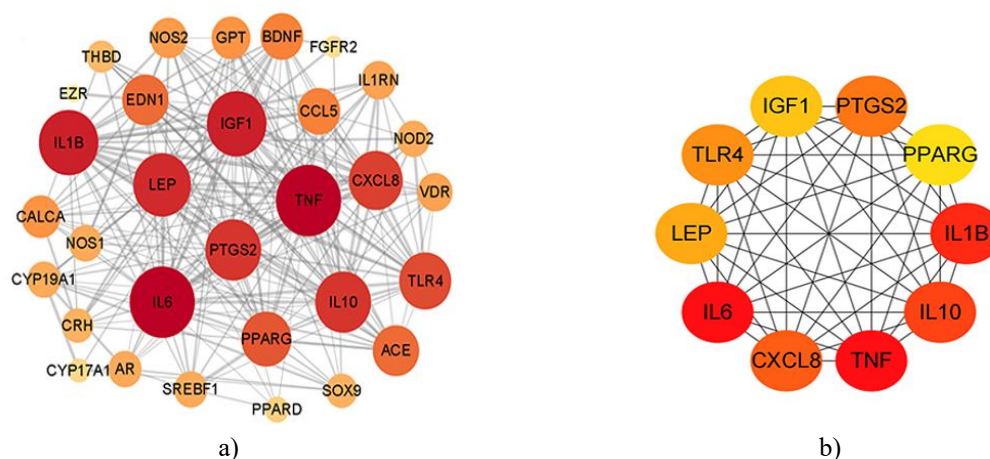 NOS2
GPT
BDNF
FGFR2
THBD
IL1RN
EZR
EDN1
CCL5
IGF1
IL1B
NOD2
LEP
CXCL8
VDR
TNF
CALCA
NOS1
PTGS2
CYP19A1
TLR4
IL6
IL10
CRH
PPARG
ACE
CYP17A1
AR
SREBF1
SOX9
PPARD
a)
IGF1
PTGS2
TLR4
PPARG
LEP
IL1B
IL6
IL10
CXCL8
TNF
b)